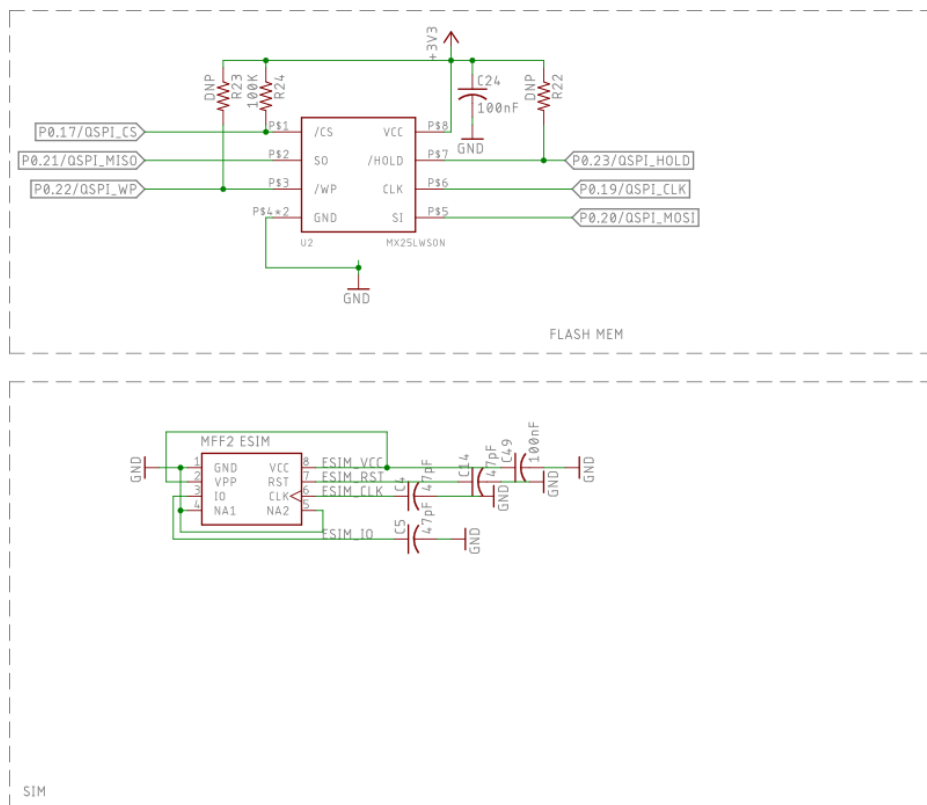 +3V3
DNP
R23
100K
R24
C24
100nF
DNP
R22
GND
P0.17/QSPI_CS
P$1
/CS
VCC
P$8
P0.21/QSPI_MISO
P$2
SO
/HOLD
P$7
P0.23/QSPI_HOLD
P0.22/QSPI_WP
P$3
/WP
CLK
P$6
P0.19/QSPI_CLK
P$4*2
GND
SI
P$5
P0.20/QSPI_MOSI
U2
MX25LWSON
GND
FLASH MEM
MFF2 ESIM
GND
1
GND
VCC
8
ESIM_VCC
C49
100nF
GND
2
VPP
RST
7
ESIM_RST
C14
47pF
GND
3
IO
CLK
6
ESIM_CLK
C4
47pF
GND
4
NA1
NA2
5
ESIM_IO
C5
47pF
GND
SIM